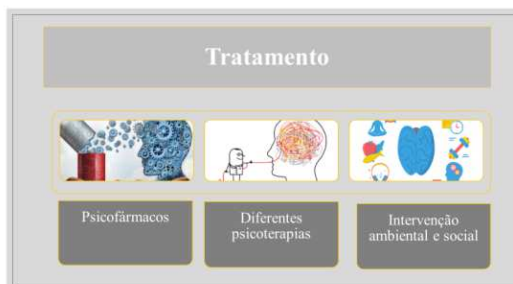 Tratamento
Psicofármacos
Diferentes
psicoterapias
Intervenção
ambiental e social